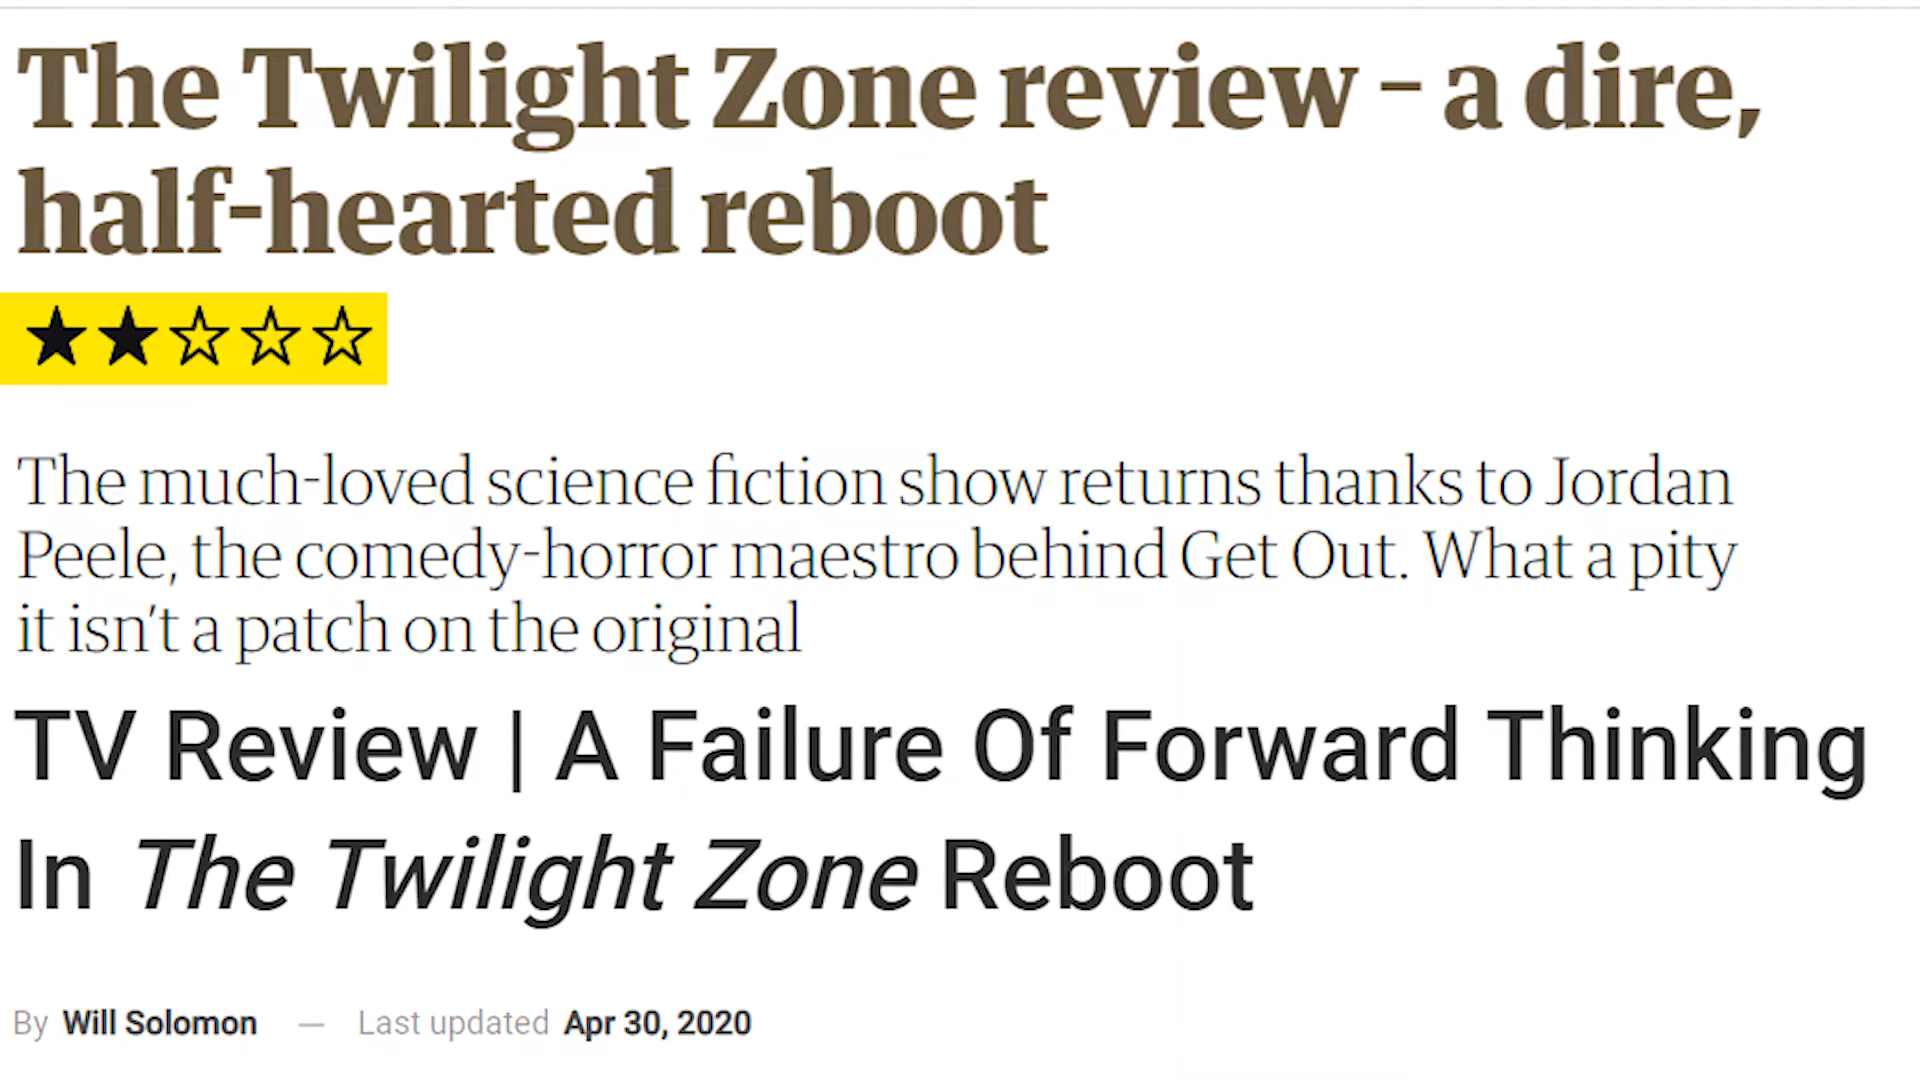 The Twilight Zone review – a dire,
half-hearted reboot
★★☆☆☆
The much-loved science fiction show returns thanks to Jordan
Peele, the comedy-horror maestro behind Get Out. What a pity
it isn’t a patch on the original
TV Review | A Failure Of Forward Thinking
In The Twilight Zone Reboot
By Will Solomon — Last updated Apr 30, 2020